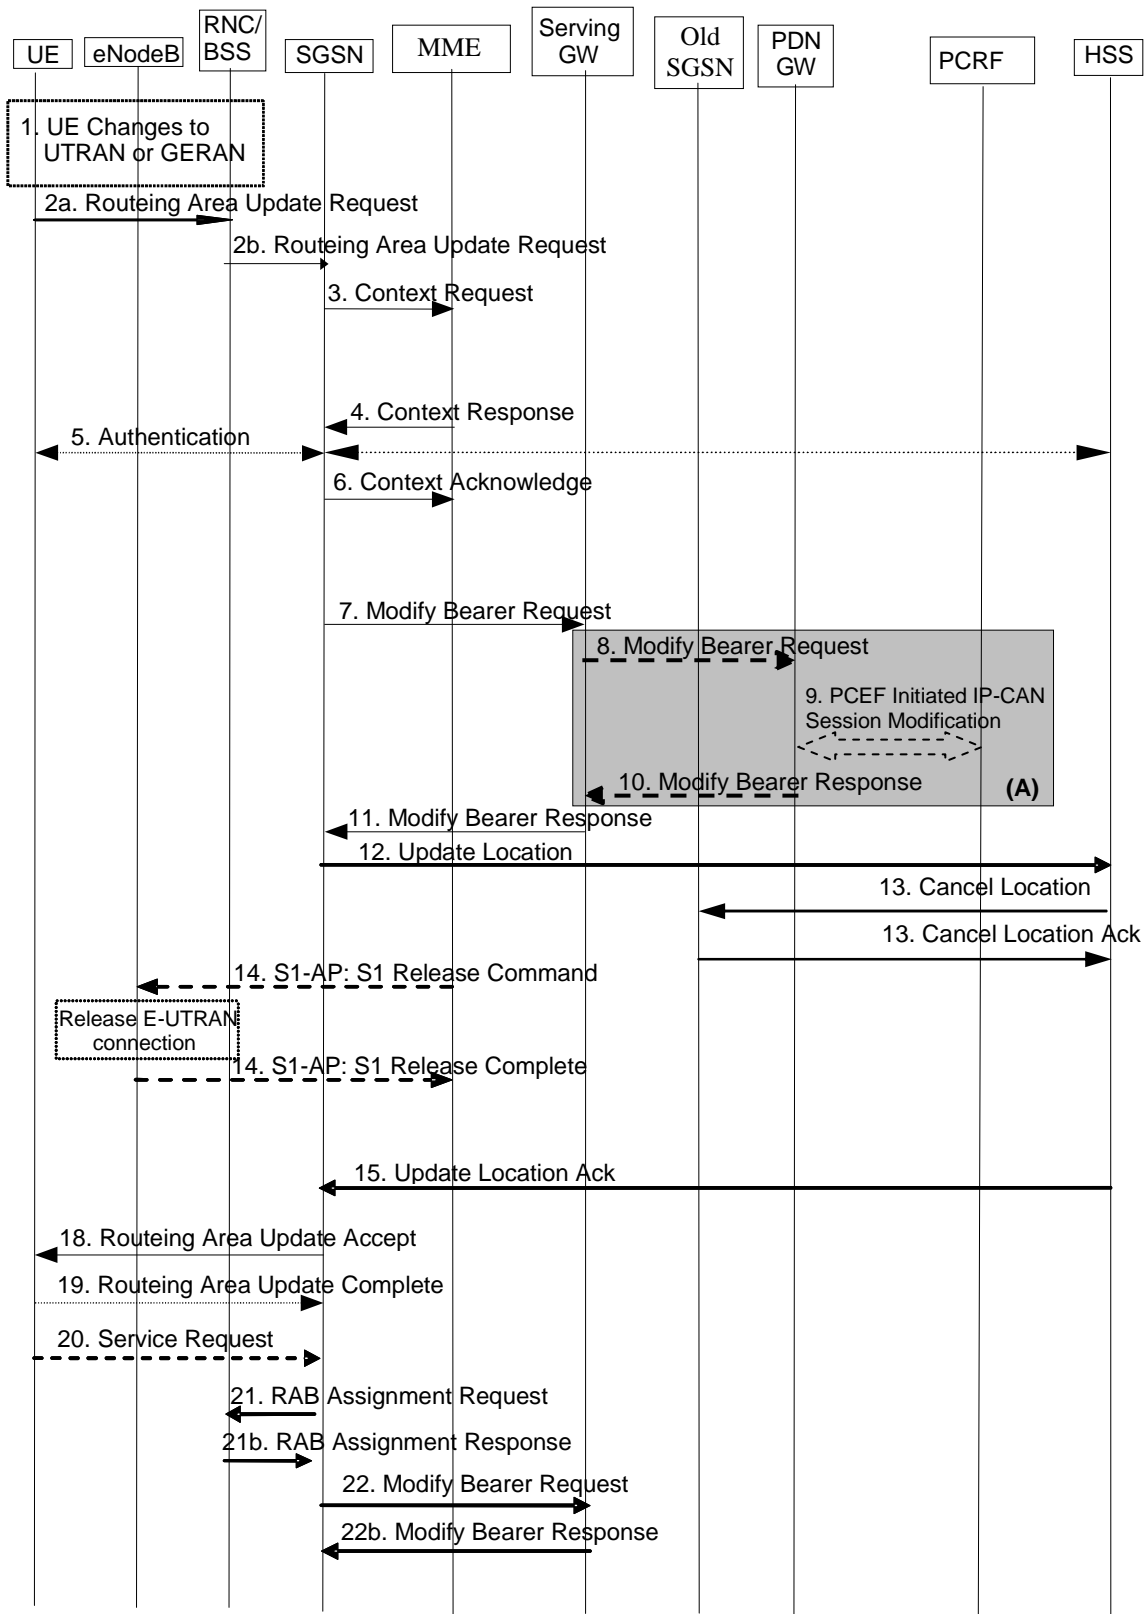 UE
eNodeB
RNC/
BSS
SGSN
MME
Serving
GW
Old
SGSN
PDN
GW
PCRF
HSS
1. UE Changes to
UTRAN or GERAN
2a. Routeing Area Update Request
2b. Routeing Area Update Request
3. Context Request
4. Context Response
5. Authentication
6. Context Acknowledge
7. Modify Bearer Request
8. Modify Bearer Request
9. PCEF Initiated IP-CAN
Session Modification
10. Modify Bearer Response
(A)
11. Modify Bearer Response
12. Update Location
13. Cancel Location
13. Cancel Location Ack
14. S1-AP: S1 Release Command
Release E-UTRAN
connection
14. S1-AP: S1 Release Complete
15. Update Location Ack
18. Routeing Area Update Accept
19. Routeing Area Update Complete
20. Service Request
21. RAB Assignment Request
21b. RAB Assignment Response
22. Modify Bearer Request
22b. Modify Bearer Response